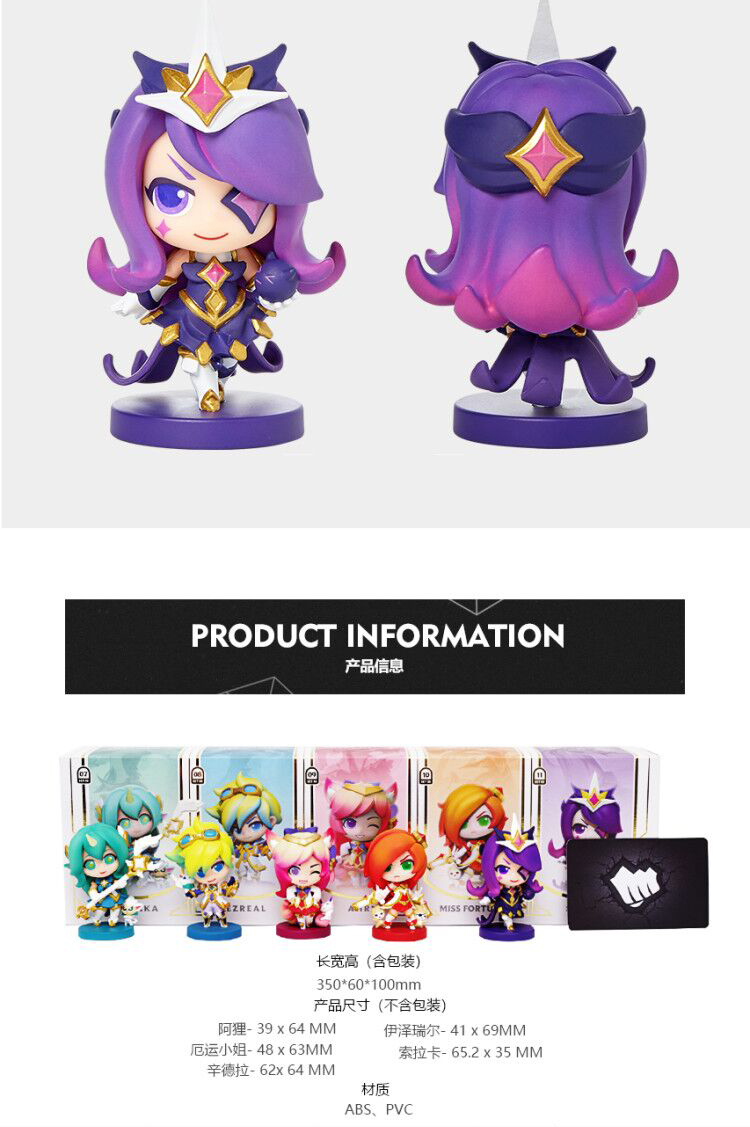 PRODUCT INFORMATION
产品信息
07
08
09
10
11
KA
EZREAL
AHRI
MISS FORTU
长宽高（含包装）
350*60*100mm
产品尺寸（不含包装）
阿狸- 39 x 64 MM
伊泽瑞尔- 41 x 69MM
厄运小姐- 48 x 63MM
索拉卡- 65.2 x 35 MM
辛德拉- 62x 64 MM
材质
ABS、PVC